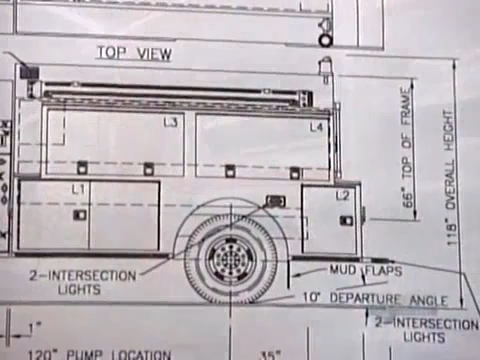 TOP VIEW
L3
L4
L1
L2
66" TOP OF FRAME
118" OVERALL HEIGHT
2-INTERSECTION
LIGHTS
MUD FLAPS
10° DEPARTURE ANGLE
2-INTERSECTION
LIGHTS
1"
120" PUMP LOCATION
35"